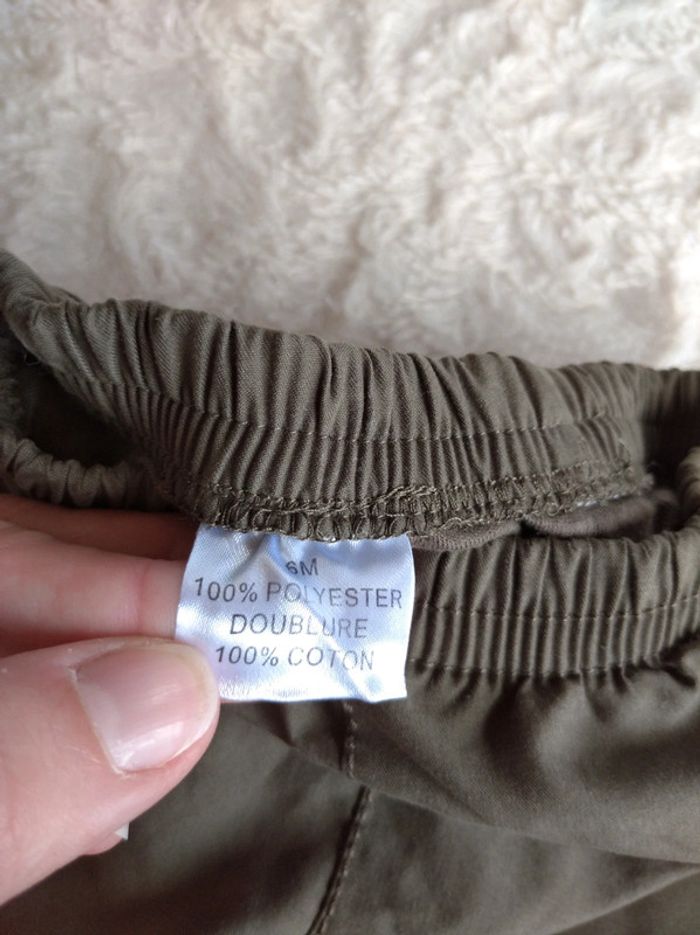 6M
100% POLYESTER
DOUBLURE
100% COTON